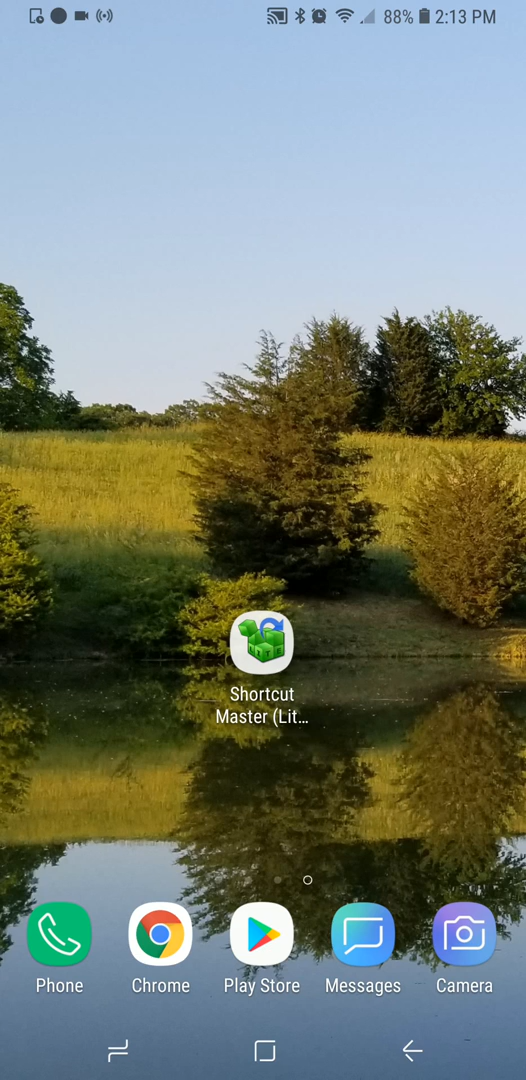 88% 2:13 PM
Shortcut
Master (Lit...
Phone
Chrome
Play Store
Messages
Camera